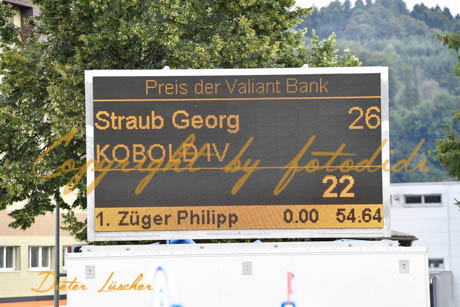 Preis der Valiant Bank
Straub Georg 26
KOBOLD IV
Copyright by fotodidi
22
1. Züger Philipp 0.00 54.64
Dieter Lüscher